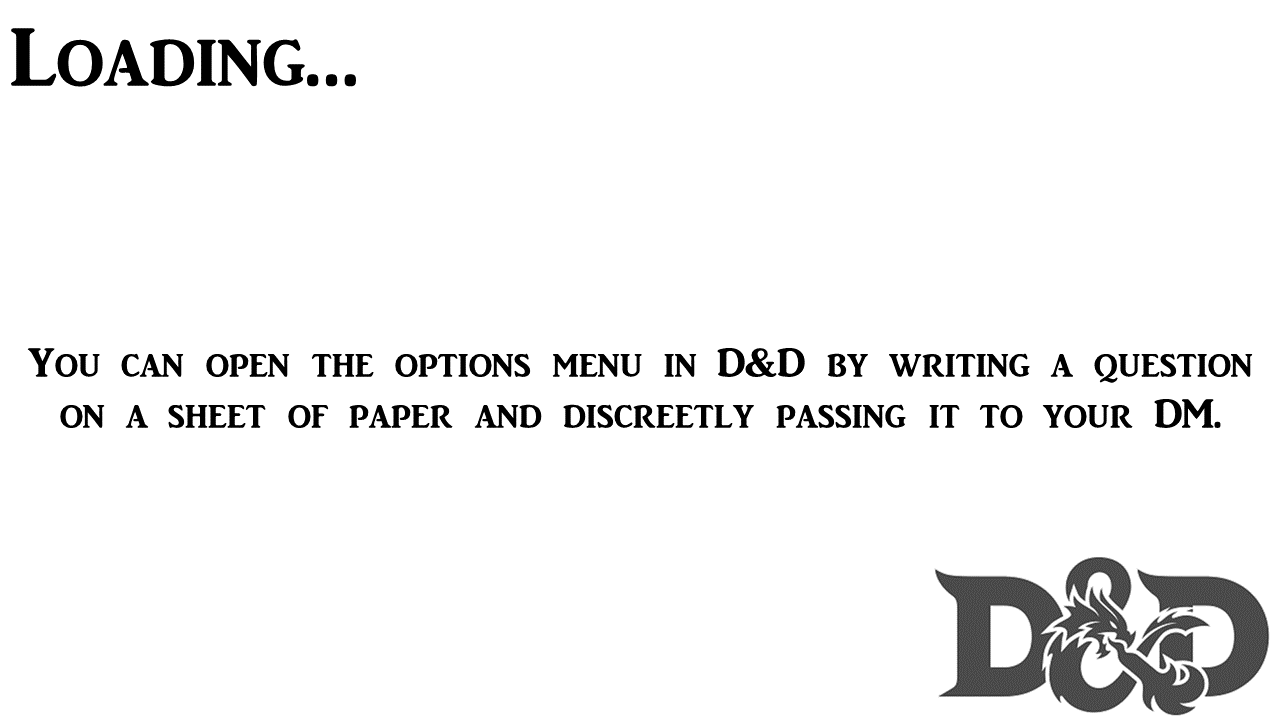 Loading...
You can open the options menu in D&D by writing a question
on a sheet of paper and discreetly passing it to your DM.
D&D